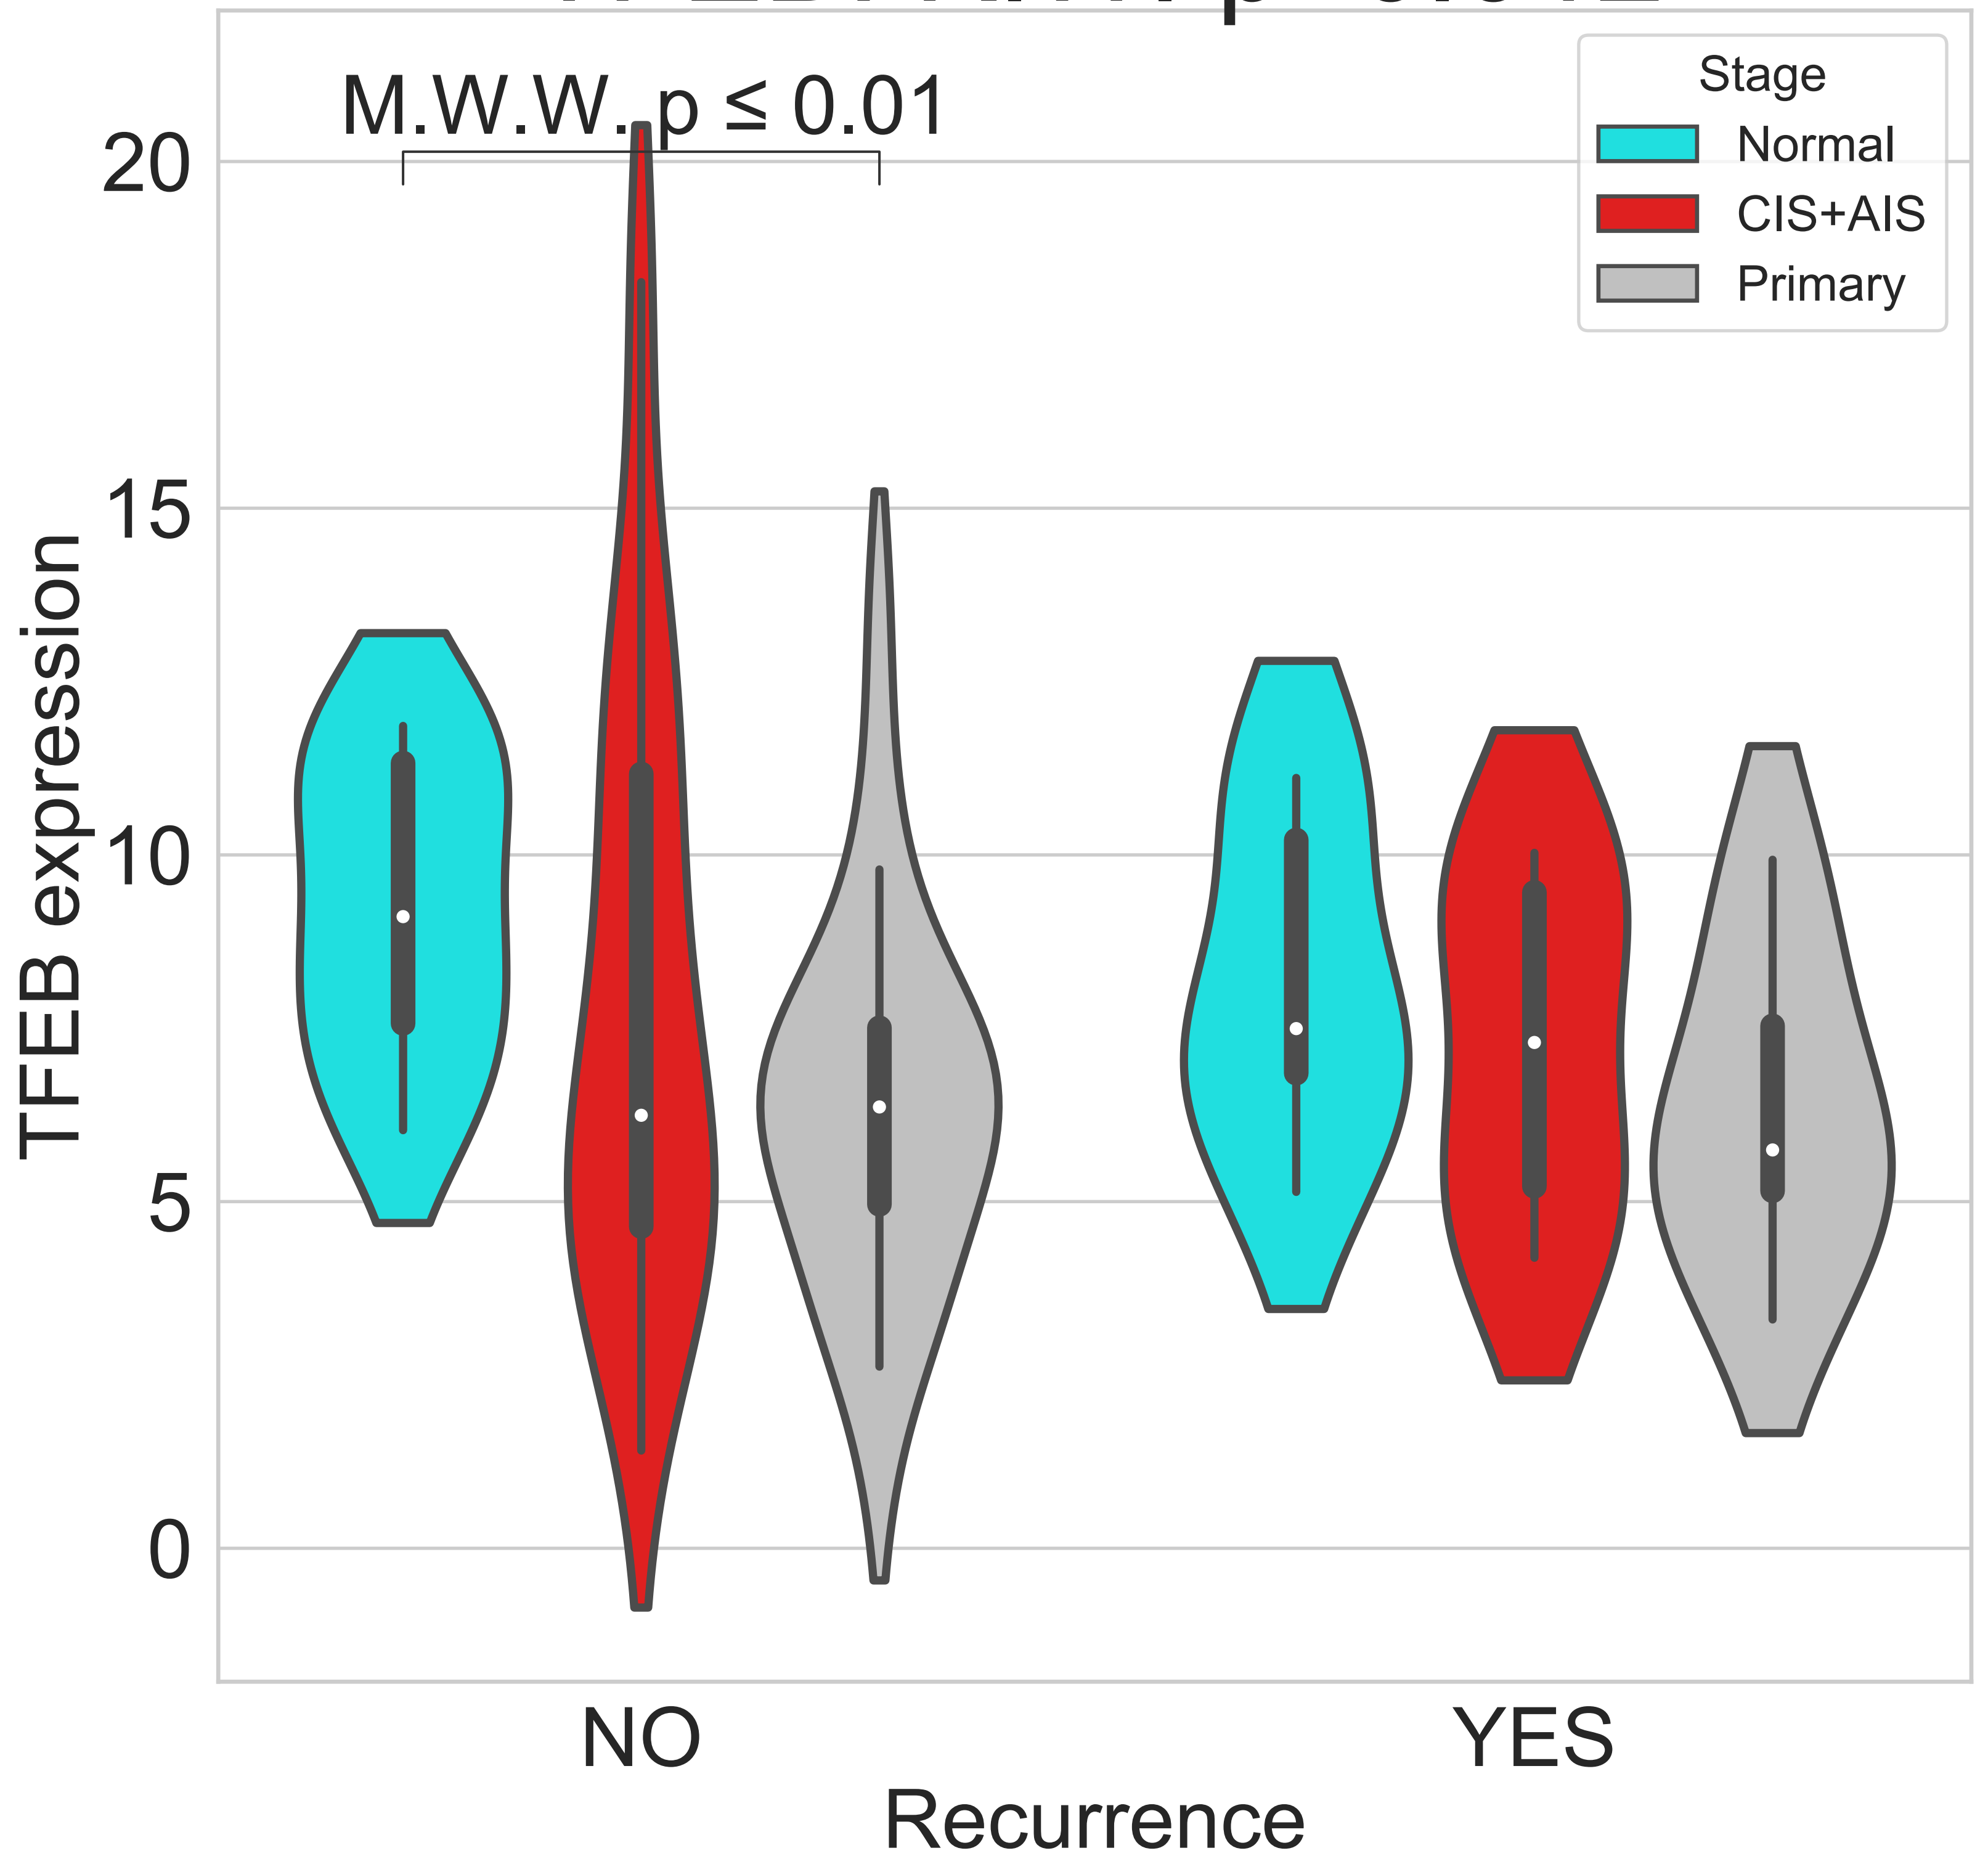 M.W.W. p ≤ 0.01
Stage
Normal
CIS+AIS
Primary
20
15
10
5
0
TFEB expression
NO
YES
Recurrence